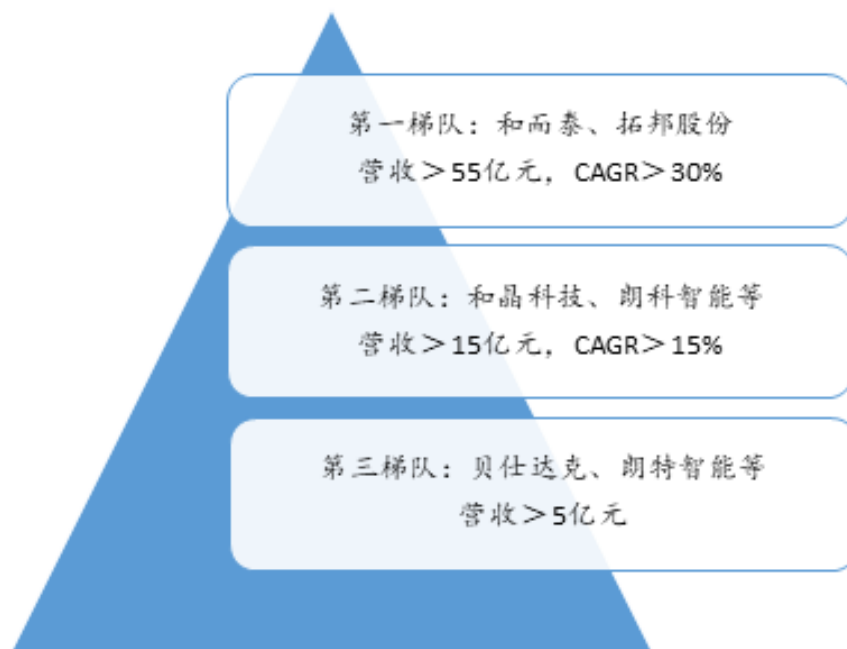 第一梯队：和而泰、拓邦股份
营收＞55亿元，CAGR＞30%
第二梯队：和晶科技、朗科智能等
营收＞15亿元，CAGR＞15%
第三梯队：贝仕达克、朗特智能等
营收＞5亿元